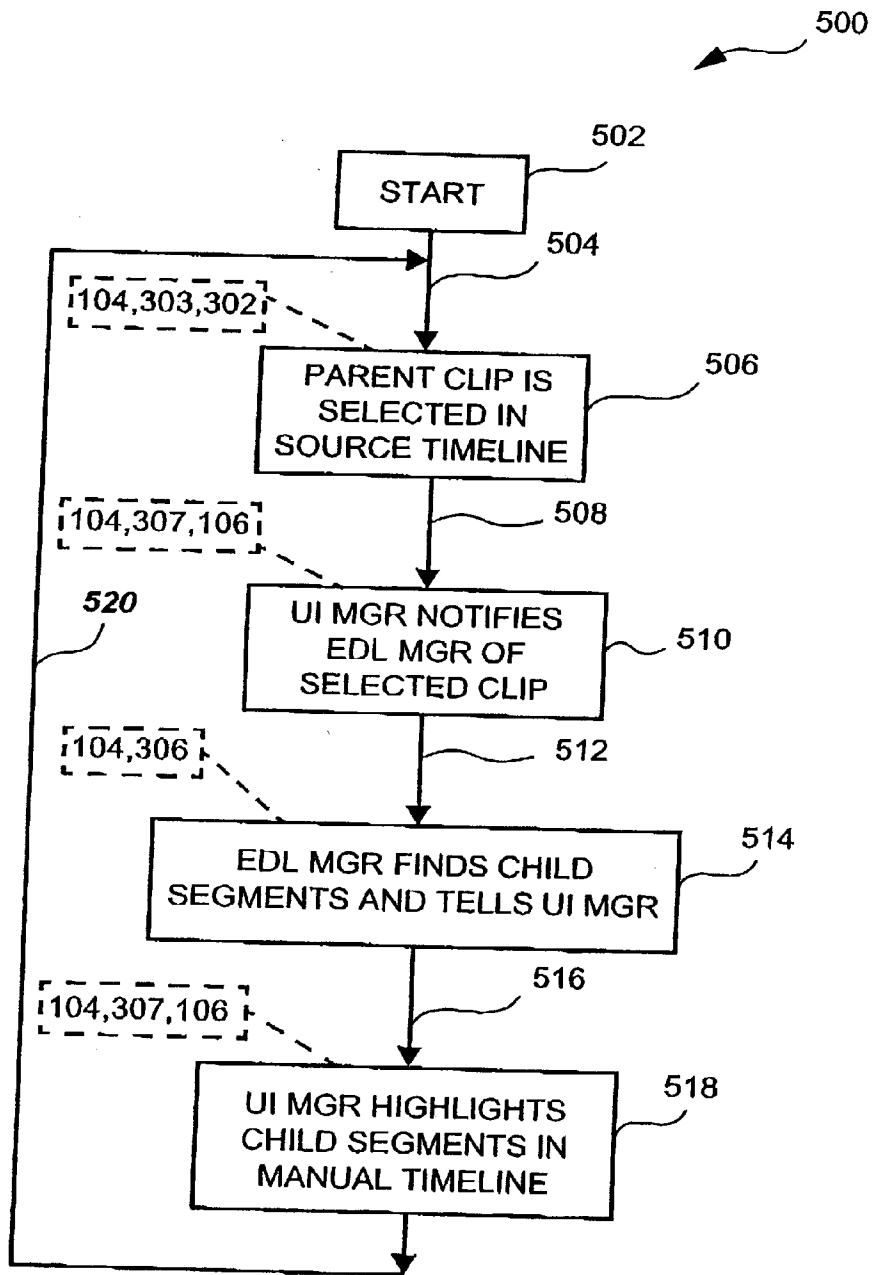 500
502
START
504
104,303,302
506
PARENT CLIP IS
SELECTED IN
SOURCE TIMELINE
508
104,307,106
520
UI MGR NOTIFIES
EDL MGR OF
SELECTED CLIP
510
512
104,306
514
EDL MGR FINDS CHILD
SEGMENTS AND TELLS UI MGR
516
104,307,106
518
UI MGR HIGHLIGHTS
CHILD SEGMENTS IN
MANUAL TIMELINE